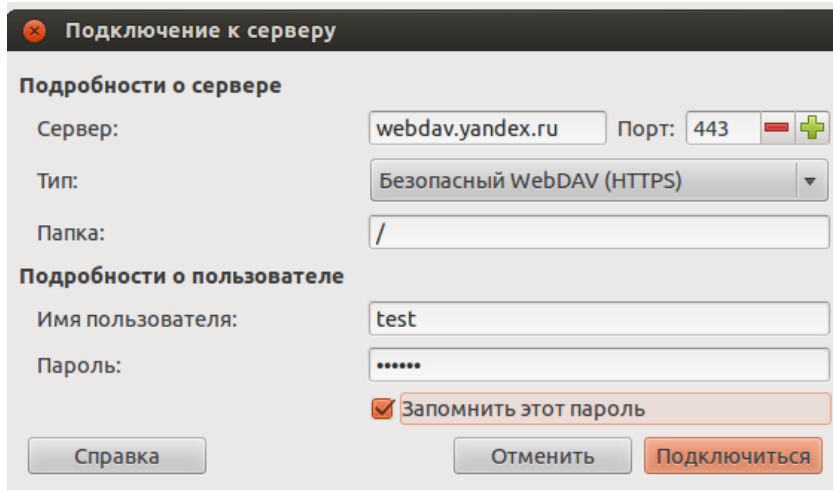 Подключение к серверу
Подробности о сервере
Сервер: webdav.yandex.ru Порт: 443
Тип: Безопасный WebDAV (HTTPS)
Папка: /
Подробности о пользователе
Имя пользователя: test
Пароль: ••••••
Запомнить этот пароль
Справка Отменить Подключиться